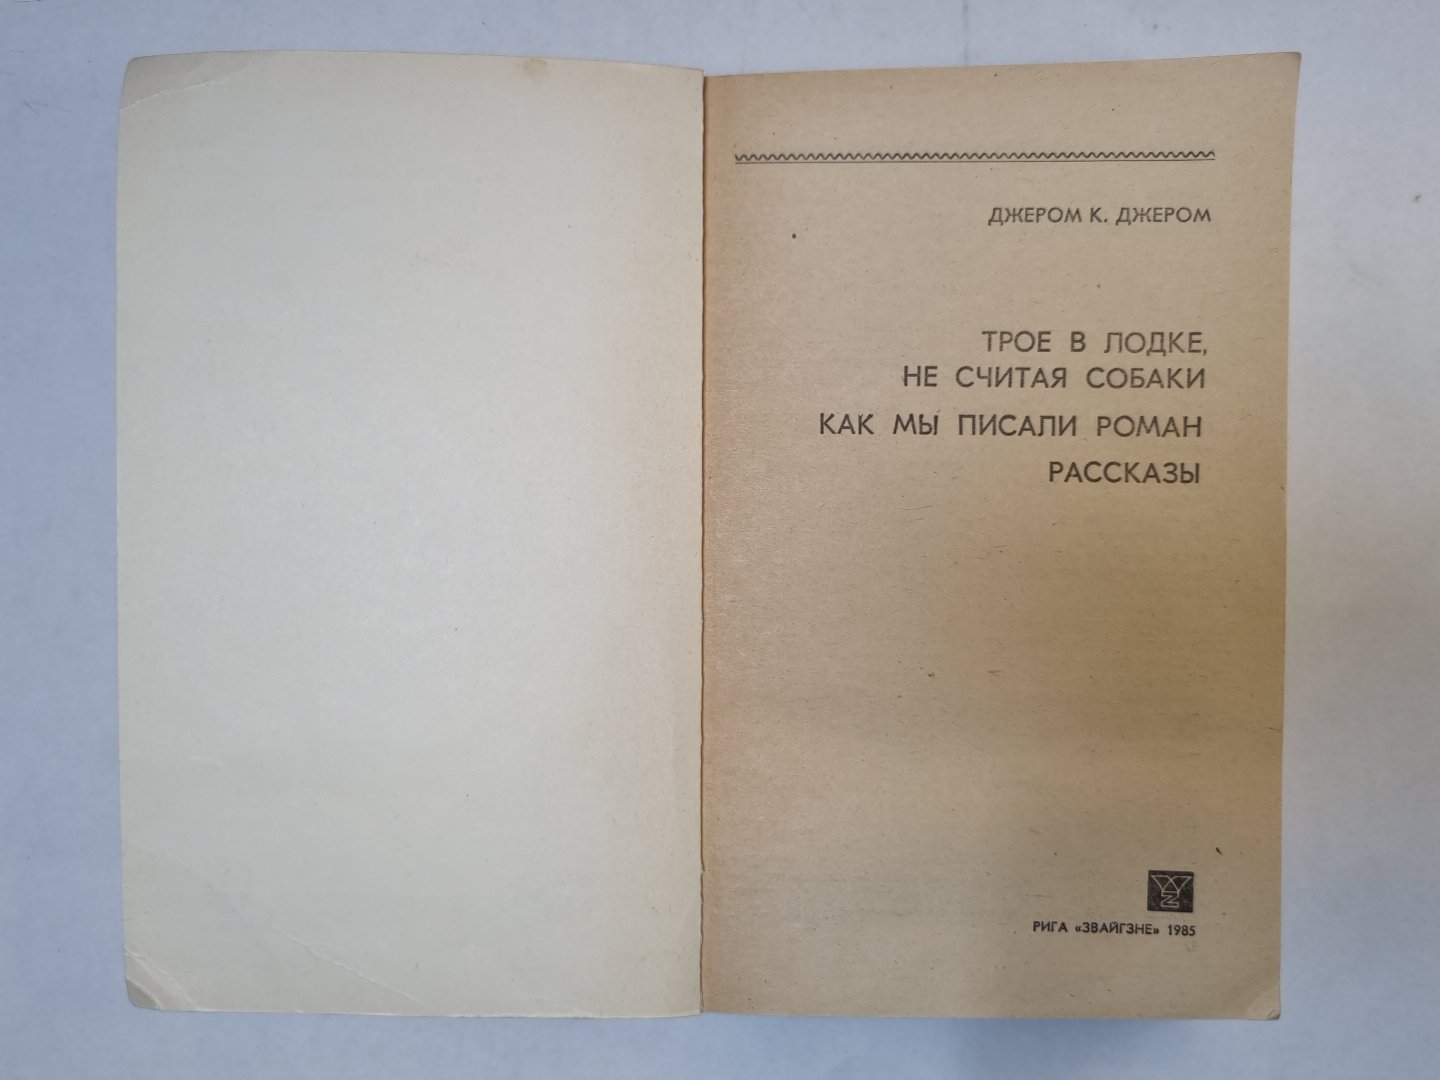 ДЖЕРОМ К. ДЖЕРОМ
ТРОЕ В ЛОДКЕ,
НЕ СЧИТАЯ СОБАКИ
КАК МЫ ПИСАЛИ РОМАН
РАССКАЗЫ
РИГА «ЗВАЙГЗНЕ» 1985